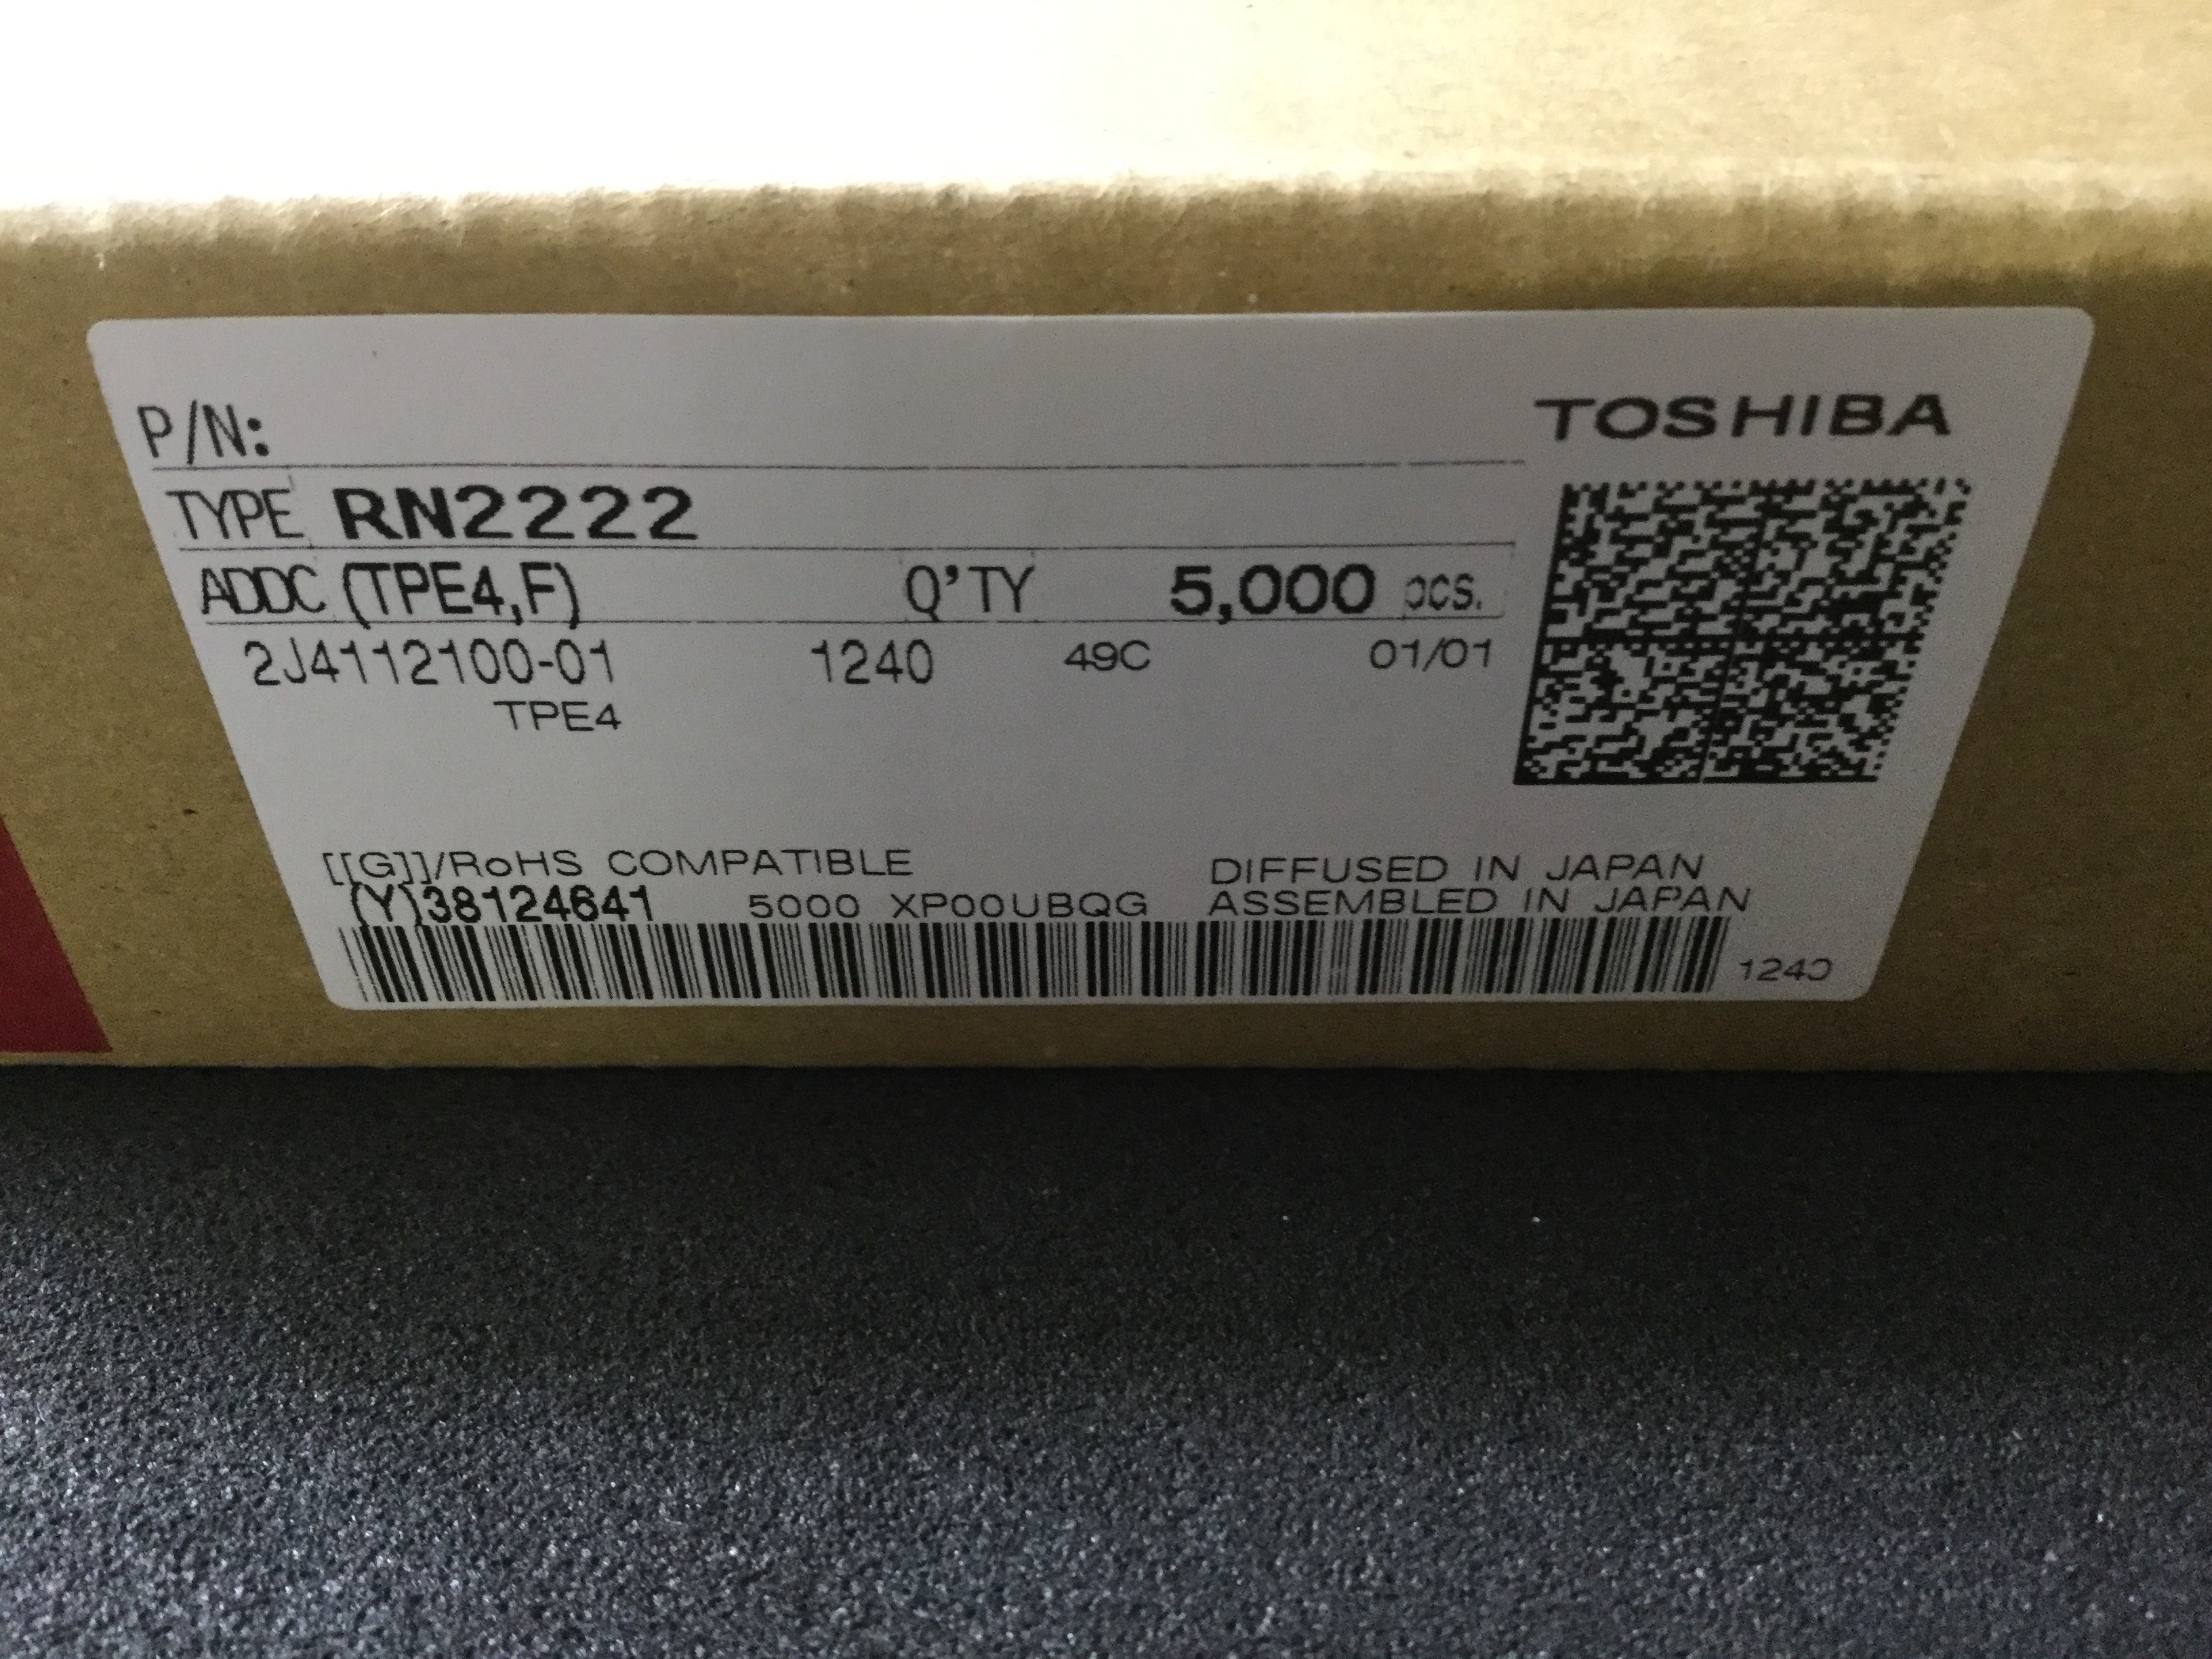 P/N:
TOSHIBA
TYPE RN2222
ADDC (TPE4,F) Q'TY 5,000 pcs.
2J4112100-01 1240 49C 01/01
TPE4
[[G]]/RoHS COMPATIBLE DIFFUSED IN JAPAN
(Y)38124641 5000 XP00UBQG ASSEMBLED IN JAPAN
1240